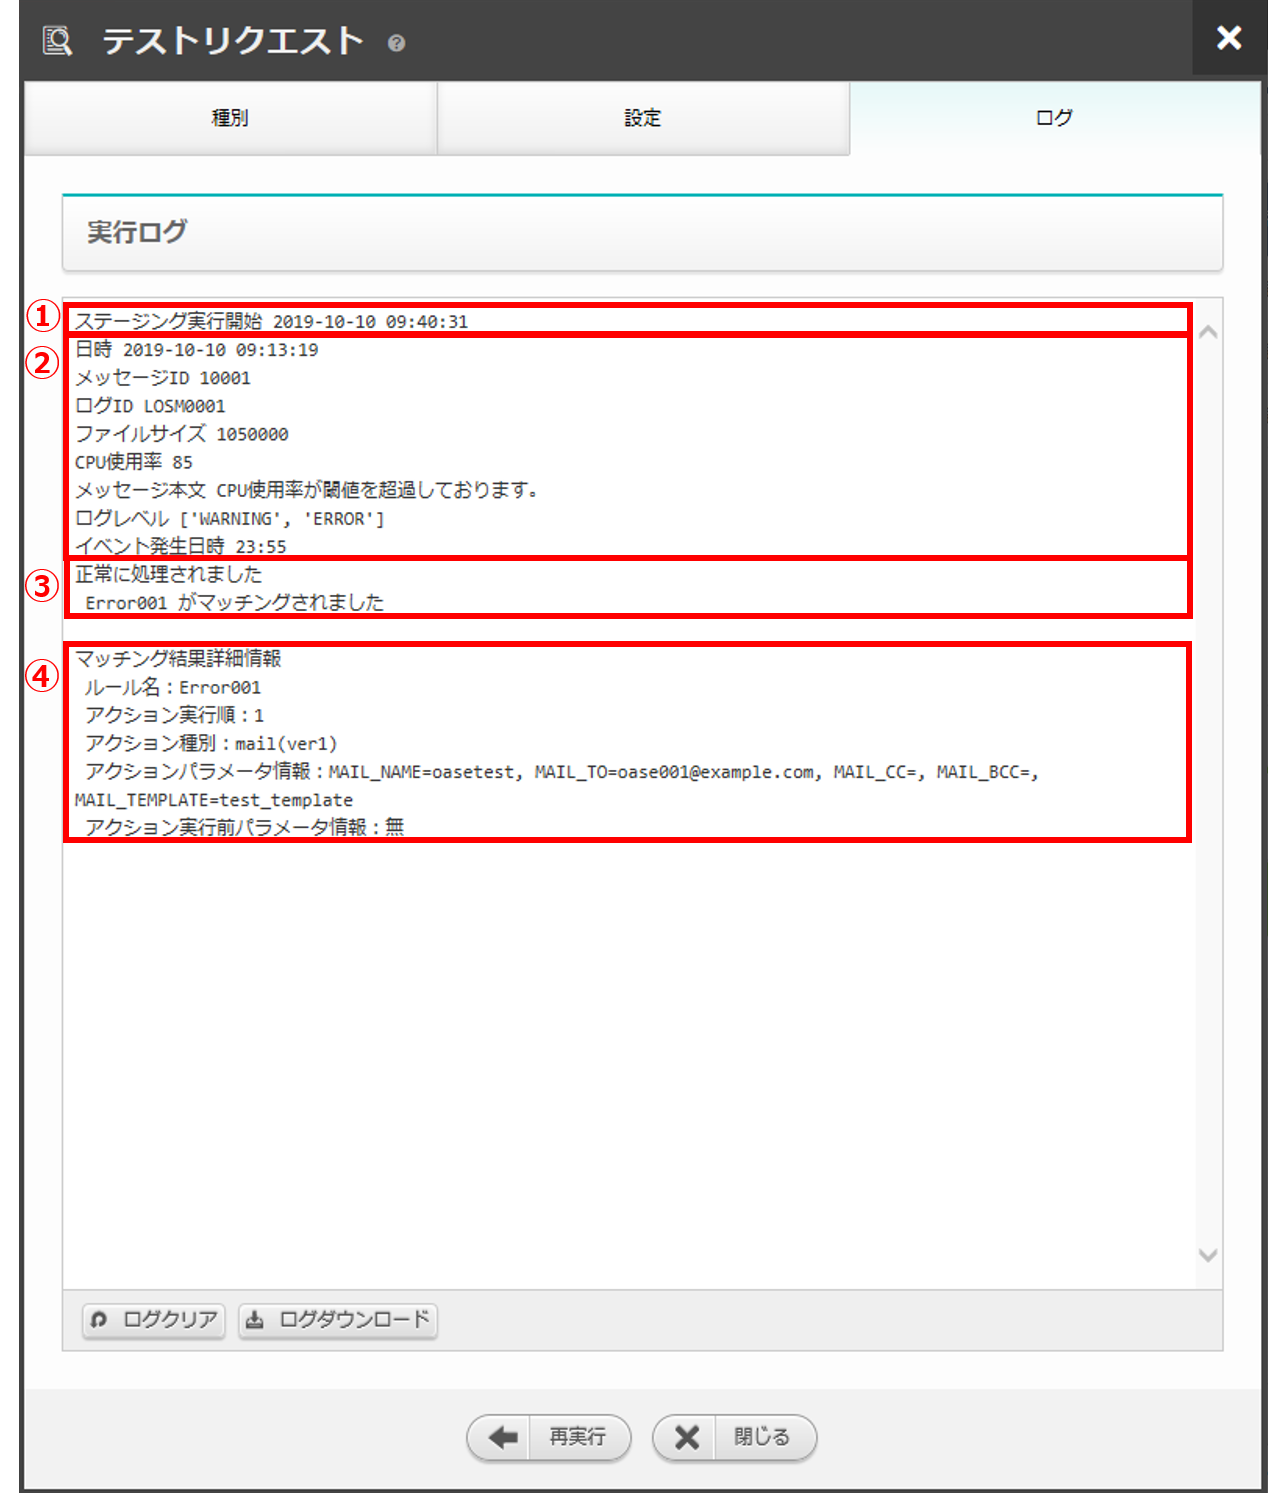 テストリクエスト
種別
設定
ログ
実行ログ
①
ステージング実行開始 2019-10-10 09:40:31
②
日時 2019-10-10 09:13:19
メッセージID 10001
ログID LOSM0001
ファイルサイズ 1050000
CPU使用率 85
メッセージ本文 CPU使用率が閾値を超過しております。
ログレベル ['WARNING', 'ERROR']
イベント発生日時 23:55
③
正常に処理されました
Error001 がマッチングされました
④
マッチング結果詳細情報
ルール名：Error001
アクション実行順：1
アクション種別：mail(ver1)
アクションパラメータ情報：MAIL_NAME=oasetest, MAIL_TO=oase001@example.com, MAIL_CC=, MAIL_BCC=,
MAIL_TEMPLATE=test_template
アクション実行前パラメータ情報：無
ログクリア
ログダウンロード
再実行
閉じる